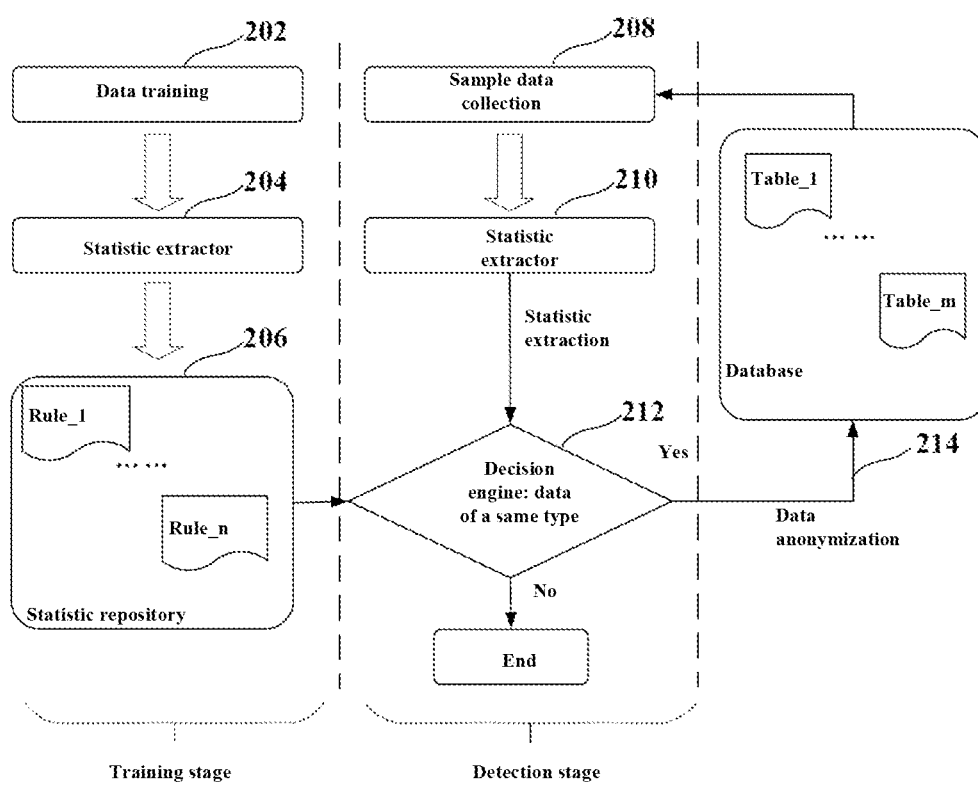 202
Data training
204
Statistic extractor
206
Rule_1
... ...
Rule_n
Statistic repository
Training stage
208
Sample data
collection
210
Statistic
extractor
Statistic
extraction
212
Decision
engine: data
of a same type
Yes
No
End
Detection stage
Table_1
... ...
Table_m
Database
214
Data
anonymization